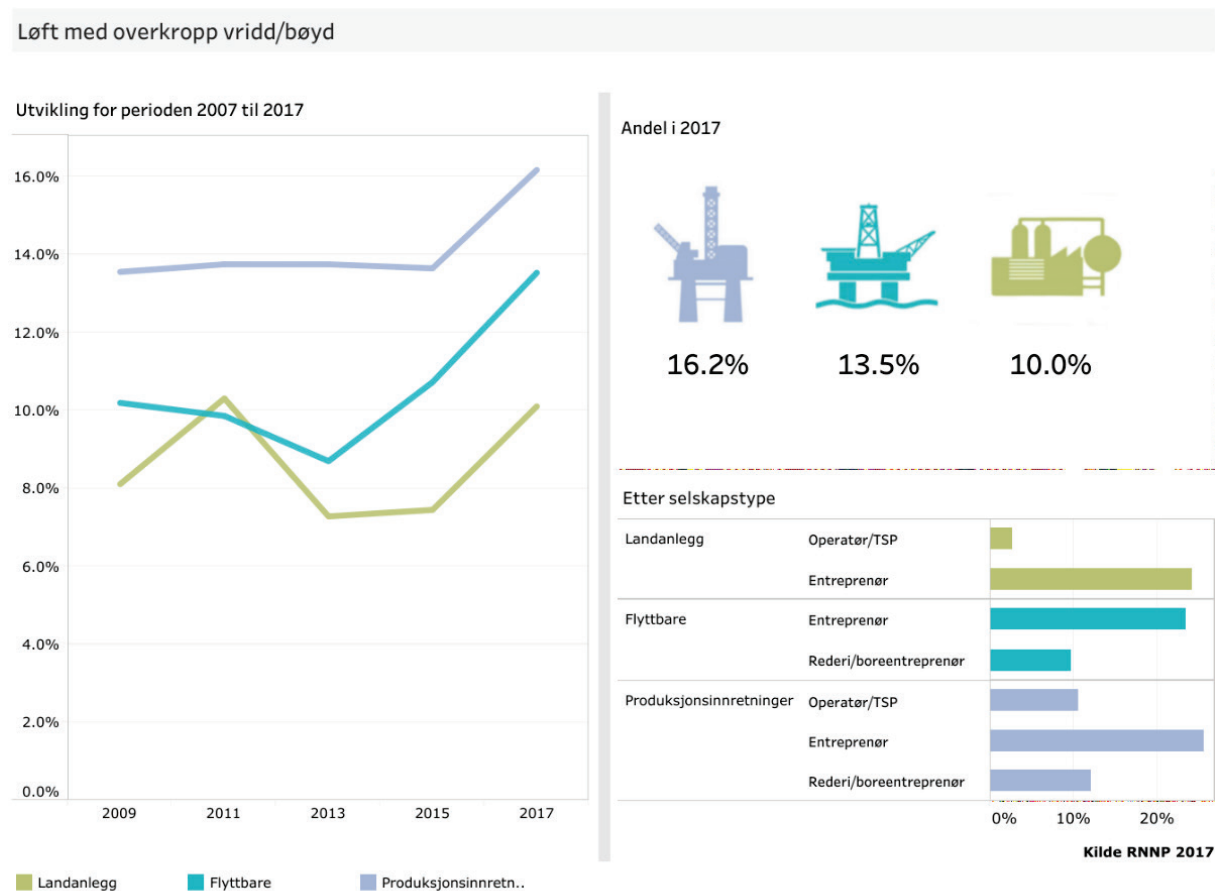 Løft med overkropp vridd/bøyd
Utvikling for perioden 2007 til 2017
16.0%
14.0%
12.0%
10.0%
8.0%
6.0%
4.0%
2.0%
0.0%
2009 2011 2013 2015 2017
Landanlegg Flyttbare Produksjonsinnretn..
Andel i 2017
16.2% 13.5% 10.0%
Etter selskapstype
Landanlegg Operatør/TSP
Entreprenør
Flyttbare Entreprenør
Rederi/boreentreprenør
Produksjonsinnretninger Operatør/TSP
Entreprenør
Rederi/boreentreprenør
0% 10% 20%
Kilde RNNP 2017